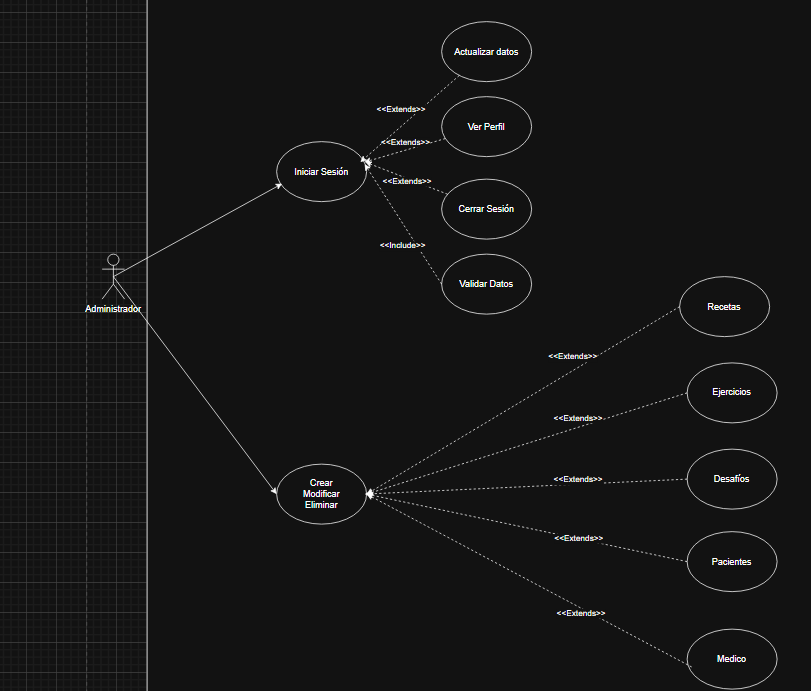 Actualizar datos
<<Extends>>
Ver Perfil
<<Extends>>
Iniciar Sesión
<<Extends>>
Cerrar Sesión
<<Include>>
Validar Datos
Administrador
Recetas
<<Extends>>
Ejercicios
<<Extends>>
Crear
Modificar
Eliminar
<<Extends>>
Desafíos
<<Extends>>
Pacientes
<<Extends>>
Medico